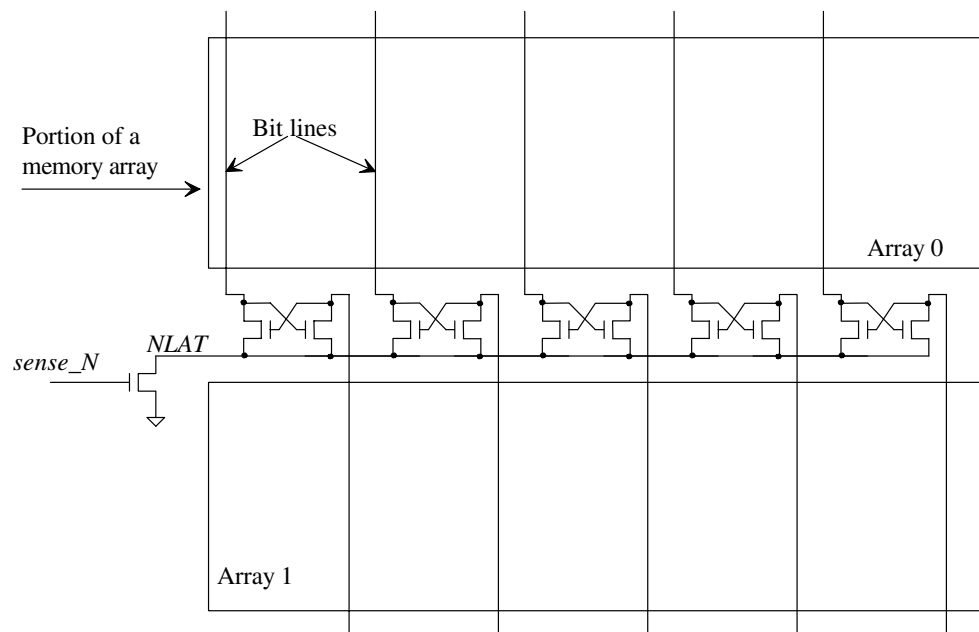 Bit lines
Portion of a
memory array
Array 0
NLAT
sense_N
Array 1